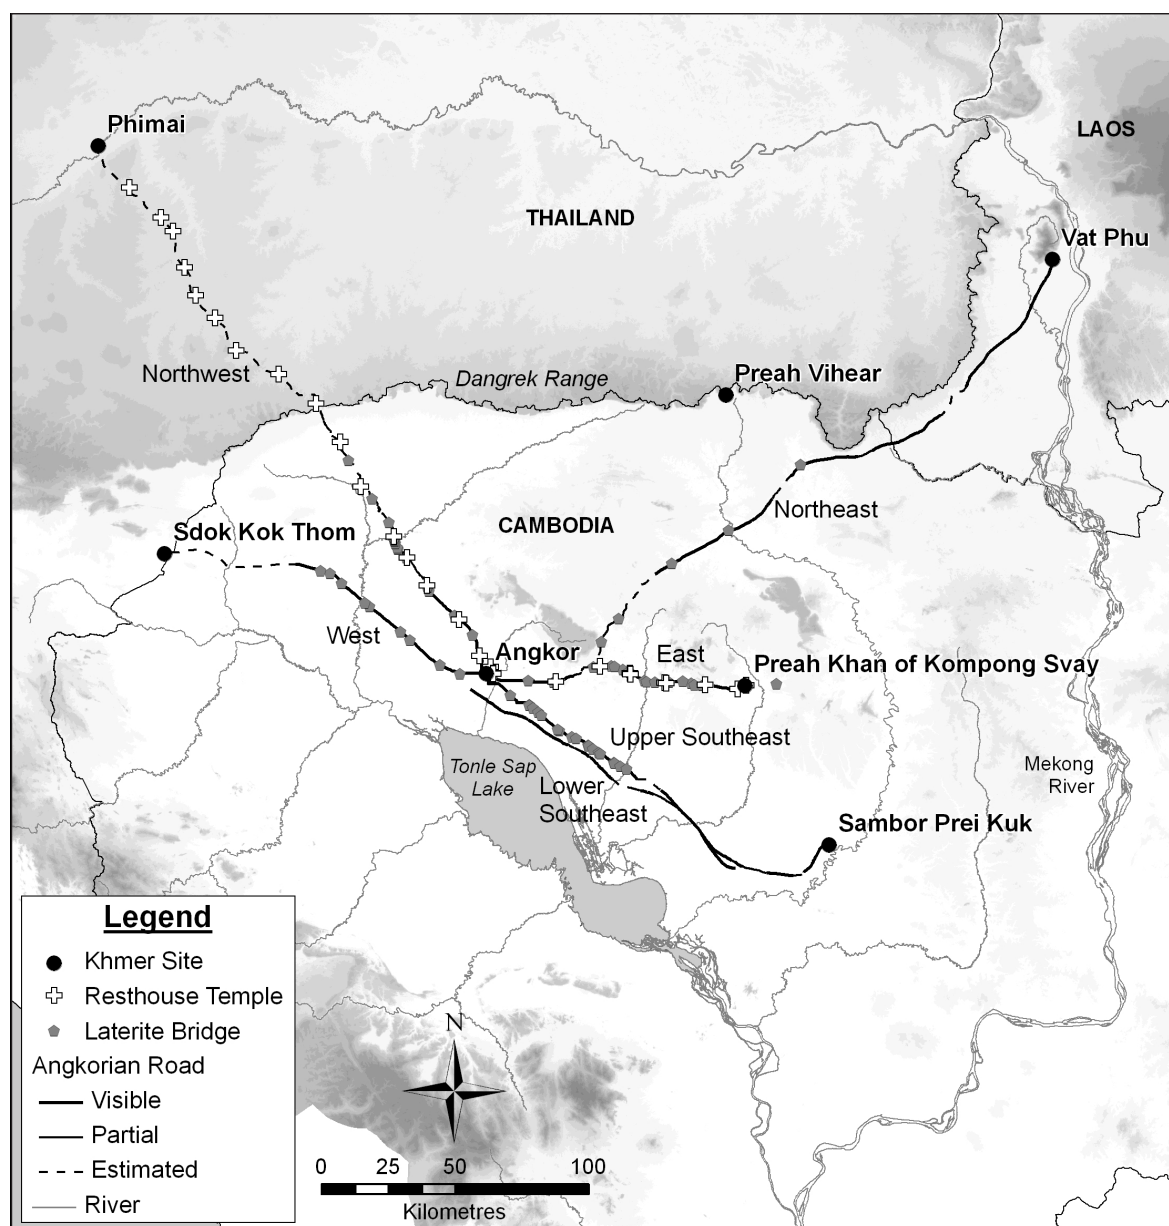 Phimai
LAOS
THAILAND
Vat Phu
Northwest
Dangrek Range
Preah Vihear
Northeast
CAMBODIA
Sdok Kok Thom
West
Angkor
East
Preah Khan of Kompong Svay
Upper Southeast
Tonle Sap
Lake
Lower
Southeast
Mekong
River
Sambor Prei Kuk
Legend
Khmer Site
Resthouse Temple
Laterite Bridge
Angkorian Road
Visible
Partial
Estimated
River
N
0 25 50 100
Kilometres